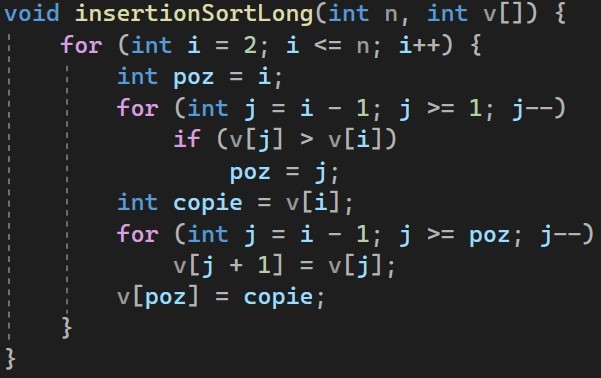 void insertionSortLong(int n, int v[]) {
    for (int i = 2; i <= n; i++) {
        int poz = i;
        for (int j = i - 1; j >= 1; j--)
            if (v[j] > v[i])
                poz = j;
        int copie = v[i];
        for (int j = i - 1; j >= poz; j--)
            v[j + 1] = v[j];
        v[poz] = copie;
    }
}